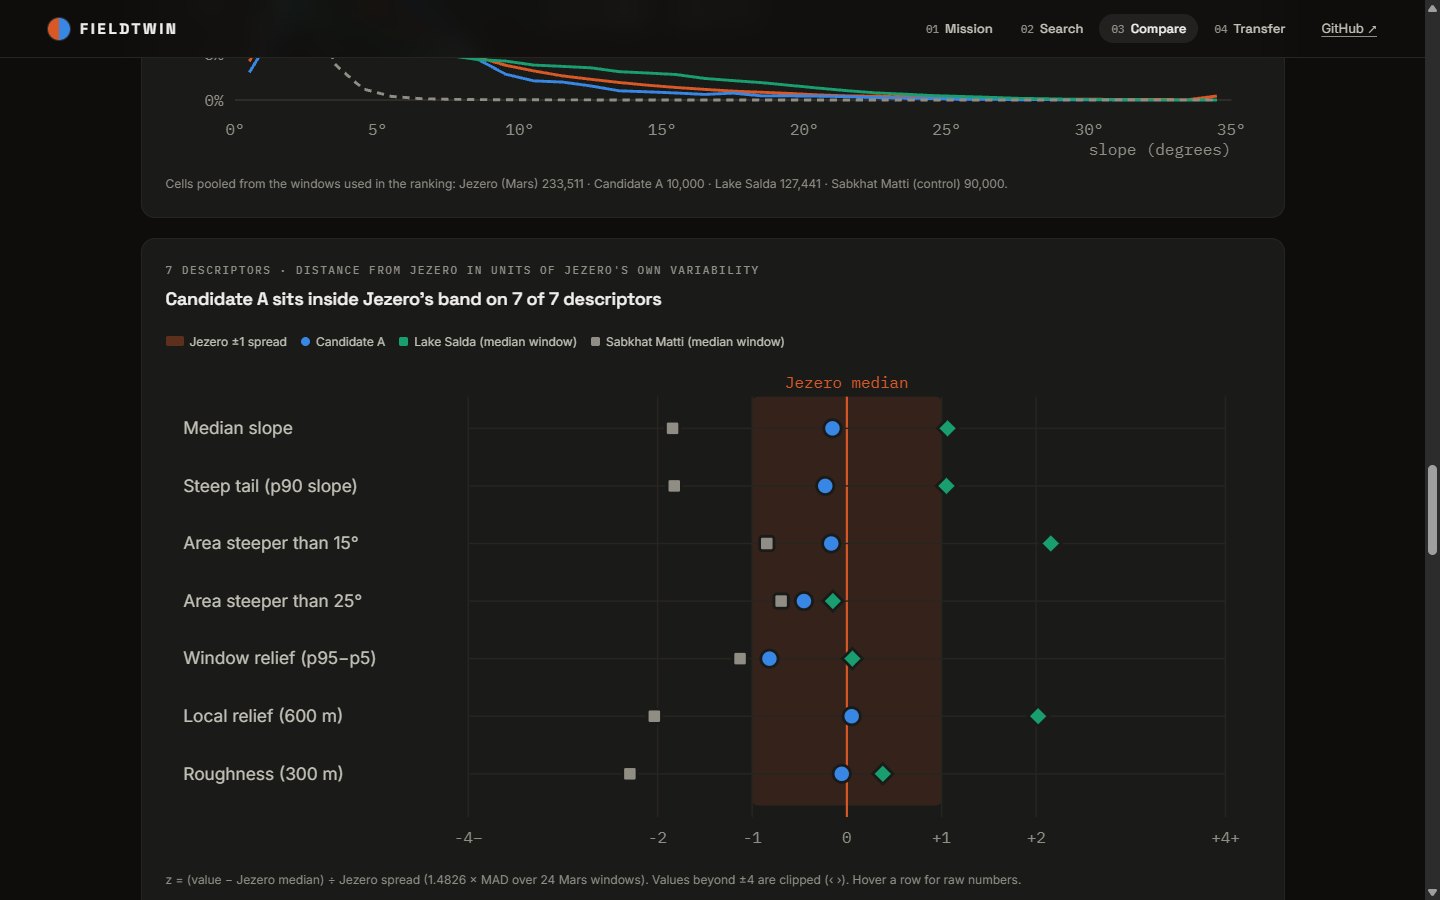 FIELDTWIN
01 Mission 02 Search 03 Compare 04 Transfer GitHub ↗
0%
0° 5° 10° 15° 20° 25° 30° 35°
slope (degrees)
Cells pooled from the windows used in the ranking: Jezero (Mars) 233,511 · Candidate A 10,000 · Lake Salda 127,441 · Sabkhat Matti (control) 90,000.
7 DESCRIPTORS · DISTANCE FROM JEZERO IN UNITS OF JEZERO'S OWN VARIABILITY
Candidate A sits inside Jezero’s band on 7 of 7 descriptors
Jezero ±1 spread Candidate A Lake Salda (median window) Sabkhat Matti (median window)
Jezero median
Median slope
Steep tail (p90 slope)
Area steeper than 15°
Area steeper than 25°
Window relief (p95–p5)
Local relief (600 m)
Roughness (300 m)
-4− -2 -1 0 +1 +2 +4+
z = (value − Jezero median) ÷ Jezero spread (1.4826 × MAD over 24 Mars windows). Values beyond ±4 are clipped (‹ ›). Hover a row for raw numbers.